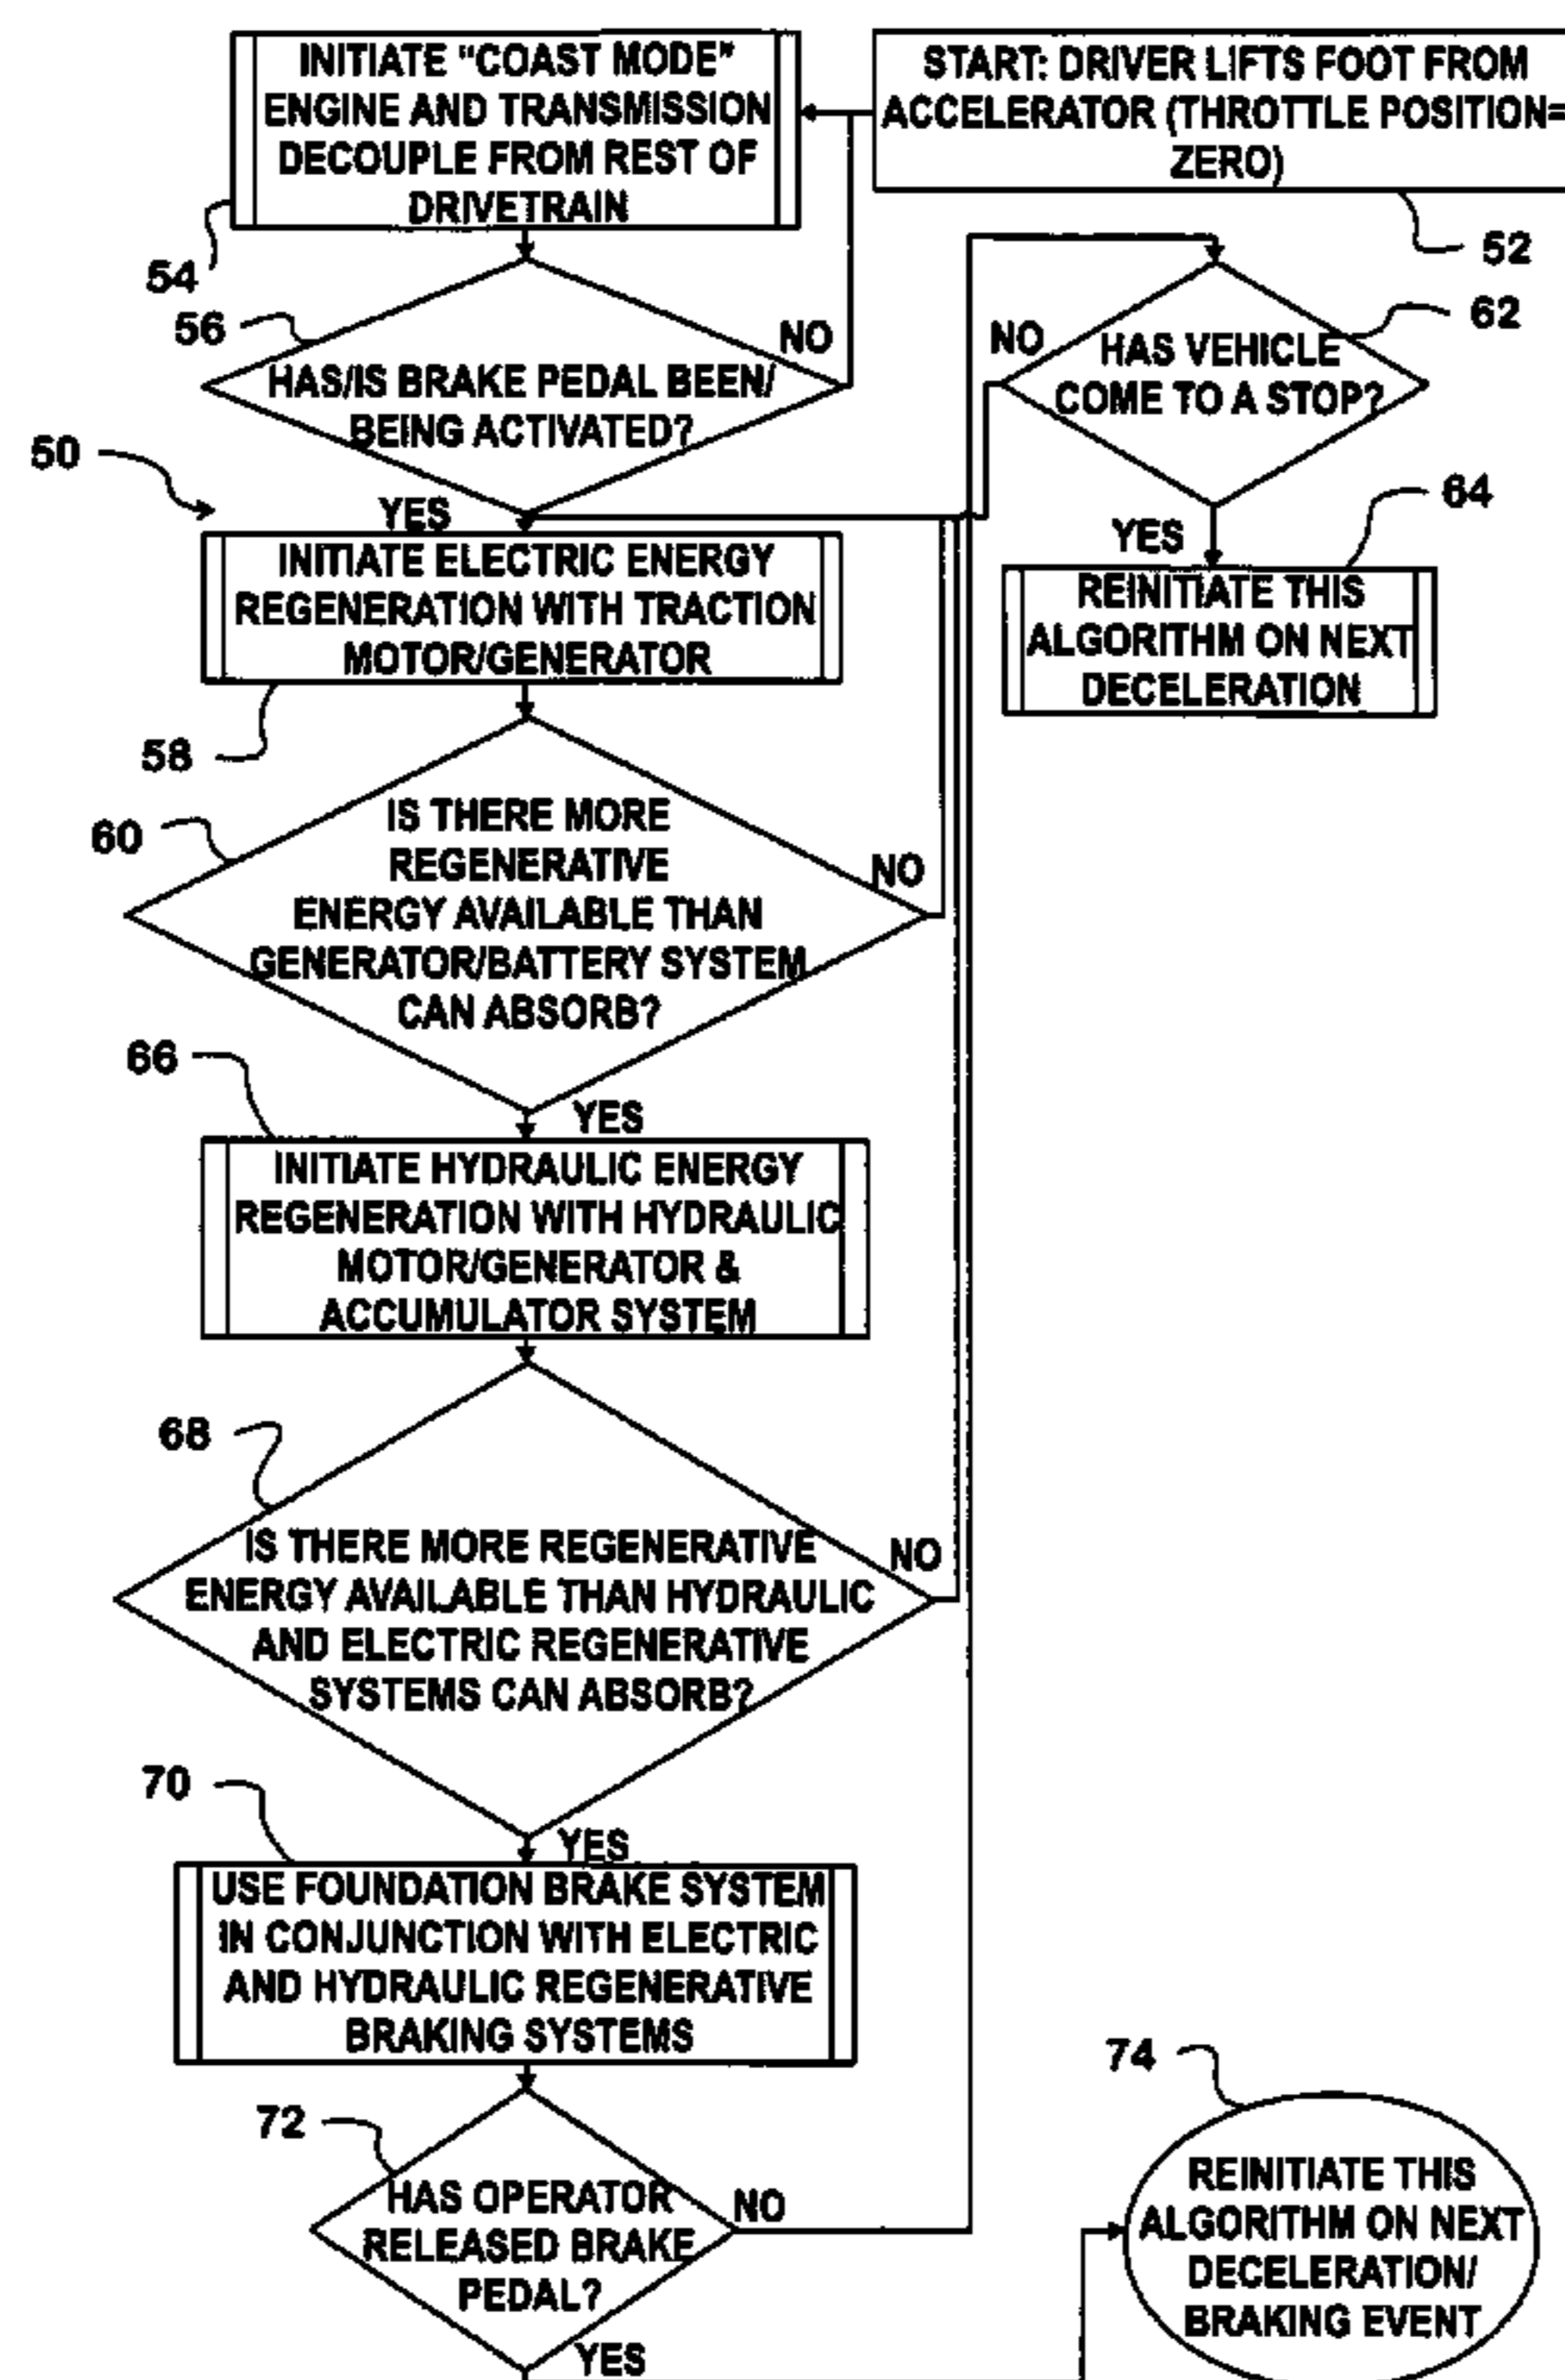 INITIATE "COAST MODE"
ENGINE AND TRANSMISSION
DECOUPLE FROM REST OF
DRIVETRAIN
START: DRIVER LIFTS FOOT FROM
ACCELERATOR (THROTTLE POSITION=
ZERO)
54
52
56
HAS/IS BRAKE PEDAL BEEN/
BEING ACTIVATED?
NO
62
NO
HAS VEHICLE
COME TO A STOP?
50
YES
64
YES
INITIATE ELECTRIC ENERGY
REGENERATION WITH TRACTION
MOTOR/GENERATOR
REINITIATE THIS
ALGORITHM ON NEXT
DECELERATION
58
60
IS THERE MORE
REGENERATIVE
ENERGY AVAILABLE THAN
GENERATOR/BATTERY SYSTEM
CAN ABSORB?
NO
66
YES
INITIATE HYDRAULIC ENERGY
REGENERATION WITH HYDRAULIC
MOTOR/GENERATOR &
ACCUMULATOR SYSTEM
68
IS THERE MORE REGENERATIVE
ENERGY AVAILABLE THAN HYDRAULIC
AND ELECTRIC REGENERATIVE
SYSTEMS CAN ABSORB?
NO
70
YES
USE FOUNDATION BRAKE SYSTEM
IN CONJUNCTION WITH ELECTRIC
AND HYDRAULIC REGENERATIVE
BRAKING SYSTEMS
72
HAS OPERATOR
RELEASED BRAKE
PEDAL?
NO
YES
74
REINITIATE THIS
ALGORITHM ON NEXT
DECELERATION/
BRAKING EVENT